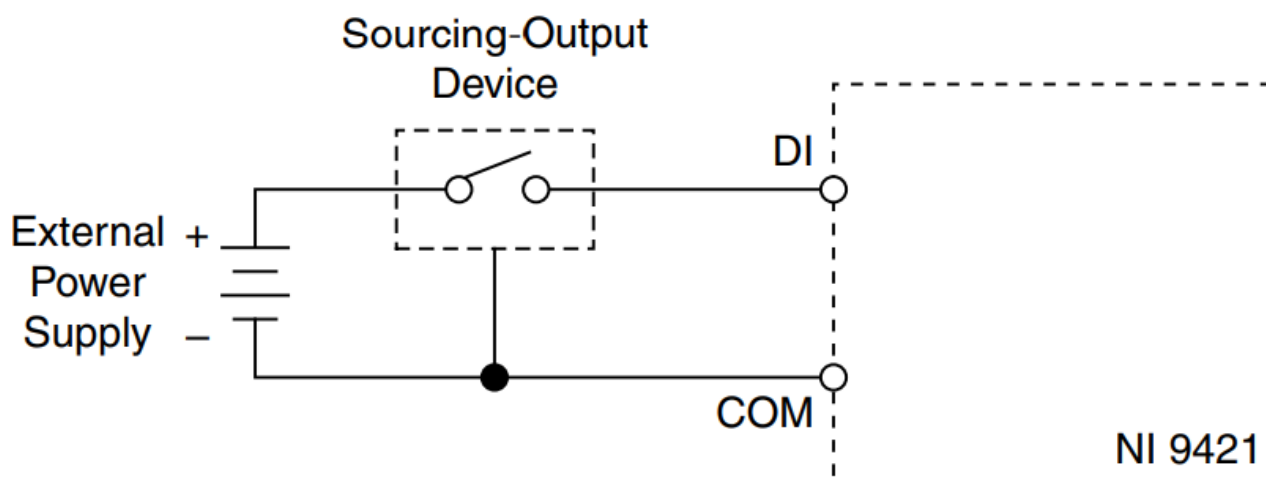 Sourcing-Output
Device
DI
External +
Power
Supply –
COM
NI 9421